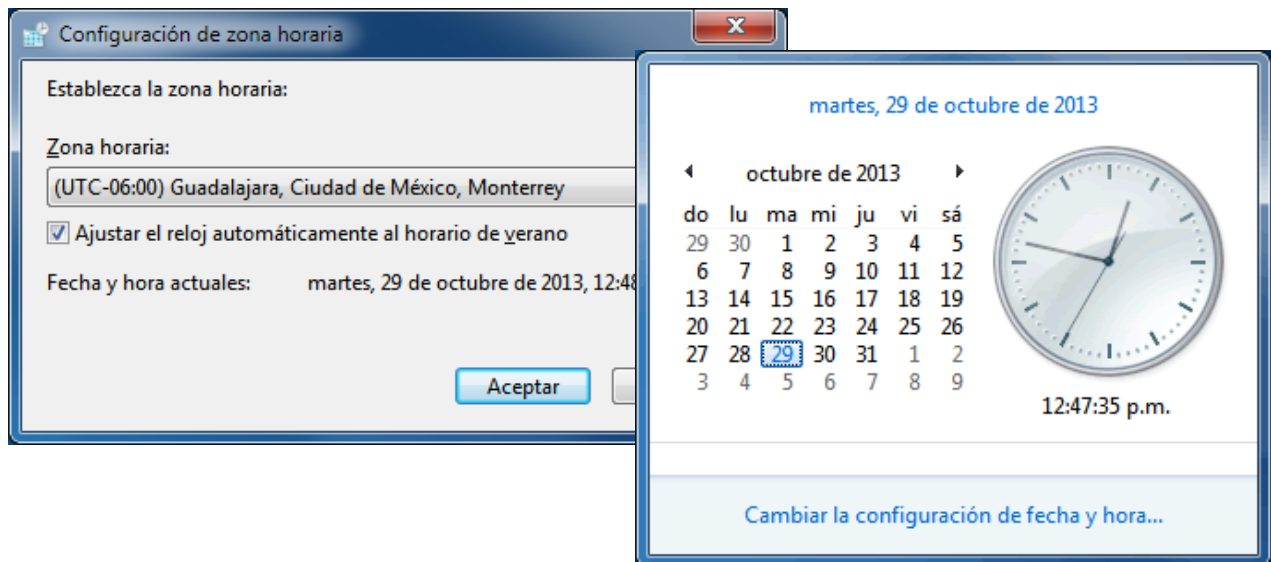 Configuración de zona horaria
Establezca la zona horaria:
Zona horaria:
(UTC-06:00) Guadalajara, Ciudad de México, Monterrey
Ajustar el reloj automáticamente al horario de verano
Fecha y hora actuales: martes, 29 de octubre de 2013, 12:48
Aceptar
martes, 29 de octubre de 2013
octubre de 2013
do lu ma mi ju vi sá
29 30 1 2 3 4 5
6 7 8 9 10 11 12
13 14 15 16 17 18 19
20 21 22 23 24 25 26
27 28 29 30 31 1 2
3 4 5 6 7 8 9
12:47:35 p.m.
Cambiar la configuración de fecha y hora...